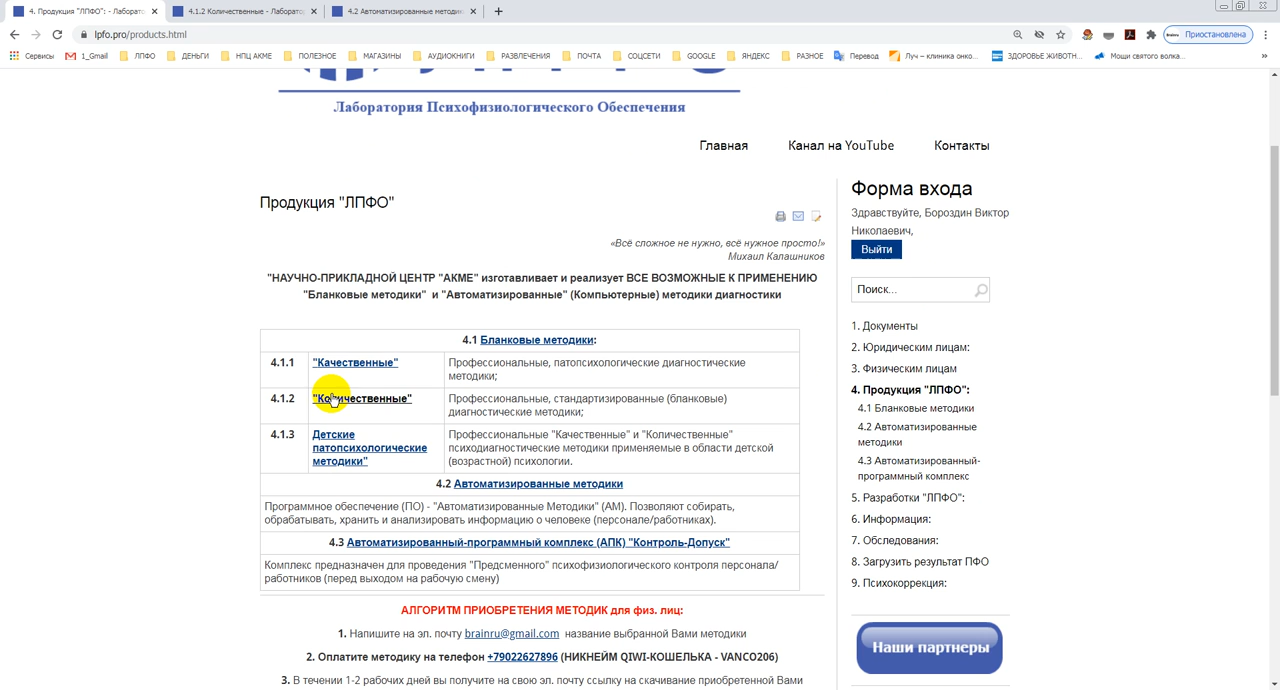 4. Продукция "ЛПФО": - Лаборато
4.1.2 Количественные - Лаборатор
4.2 Автоматизированные методик
lpfo.pro/products.html
Приостановлена
Сервисы
1_Gmail
ЛПФО
ДЕНЬГИ
НПЦ АКМЕ
ПОЛЕЗНОЕ
МАГАЗИНЫ
АУДИОКНИГИ
РАЗВЛЕЧЕНИЯ
ПОЧТА
СОЦСЕТИ
GOOGLE
ЯНДЕКС
РАЗНОЕ
Перевод
Луч – клиника онко...
ЗДОРОВЬЕ ЖИВОТН...
Мощи святого волка...
Лаборатория Психофизиологического Обеспечения
Главная
Канал на YouTube
Контакты
Продукция "ЛПФО"
«Всё сложное не нужно, всё нужное просто!»
Михаил Калашников
"НАУЧНО-ПРИКЛАДНОЙ ЦЕНТР "АКМЕ" изготавливает и реализует ВСЕ ВОЗМОЖНЫЕ К ПРИМЕНЕНИЮ
"Бланковые методики" и "Автоматизированные" (Компьютерные) методики диагностики
4.1 Бланковые методики:
4.1.1
"Качественные"
Профессиональные, патопсихологические диагностические
методики;
4.1.2
"Количественные"
Профессиональные, стандартизированные (бланковые)
диагностические методики;
4.1.3
Детские
патопсихологические
методики"
Профессиональные "Качественные" и "Количественные"
психодиагностические методики применяемые в области детской
(возрастной) психологии.
4.2 Автоматизированные методики
Программное обеспечение (ПО) - "Автоматизированные Методики" (АМ). Позволяют собирать,
обрабатывать, хранить и анализировать информацию о человеке (персонале/работниках).
4.3 Автоматизированный-программный комплекс (АПК) "Контроль-Допуск"
Комплекс предназначен для проведения "Предсменного" психофизиологического контроля персонала/
работников (перед выходом на рабочую смену)
АЛГОРИТМ ПРИОБРЕТЕНИЯ МЕТОДИК для физ. лиц:
1. Напишите на эл. почту brainru@gmail.com название выбранной Вами методики
2. Оплатите методику на телефон +79022627896 (НИКНЕЙМ QIWI-КОШЕЛЬКА - VANCO206)
3. В течении 1-2 рабочих дней вы получите на свою эл. почту ссылку на скачивание приобретенной Вами
Форма входа
Здравствуйте, Бороздин Виктор
Николаевич,
Выйти
Поиск...
1. Документы
2. Юридическим лицам:
3. Физическим лицам
4. Продукция "ЛПФО":
4.1 Бланковые методики
4.2 Автоматизированные
методики
4.3 Автоматизированный-
программный комплекс
5. Разработки "ЛПФО":
6. Информация:
7. Обследования:
8. Загрузить результат ПФО
9. Психокоррекция:
Наши партнеры